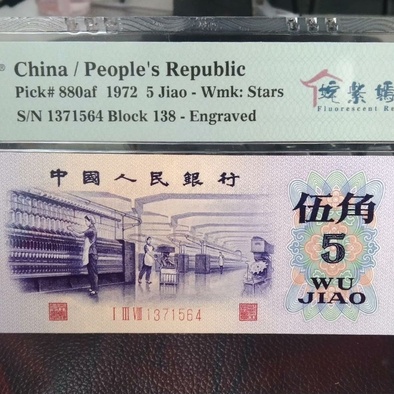 China / People's Republic
Pick# 880af 1972 5 Jiao - Wmk: Stars
S/N 1371564 Block 138 - Engraved
Fluorescent Re
中國人民銀行
伍角
5
WU
JIAO
I III VIII 1371564